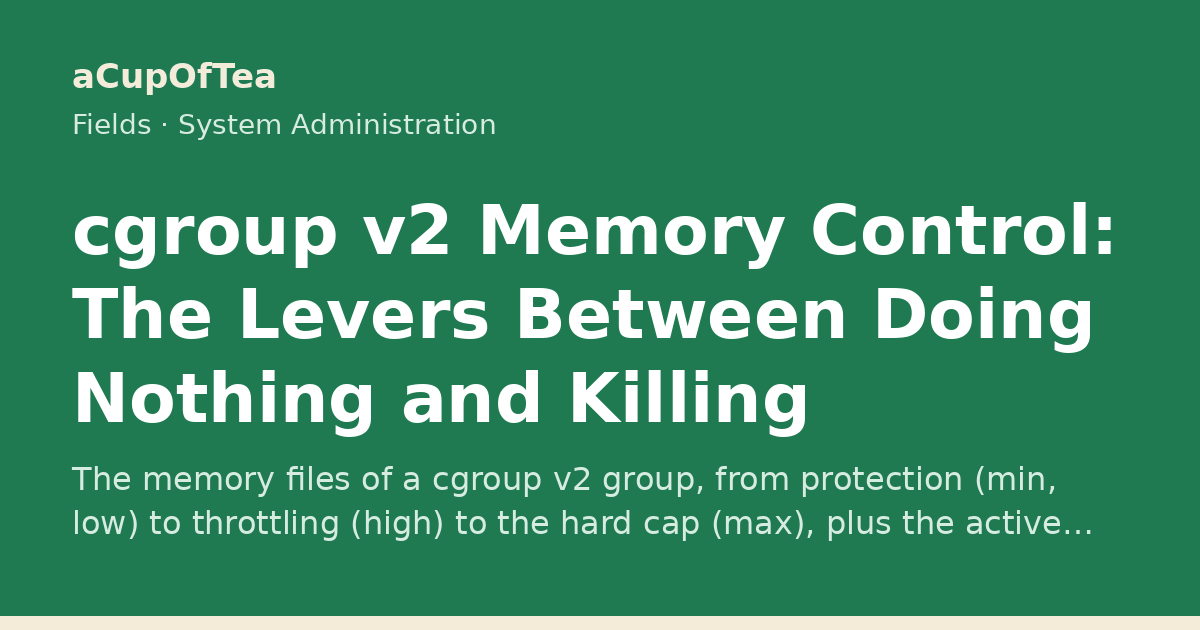 aCupOfTea
Fields · System Administration
cgroup v2 Memory Control:
The Levers Between Doing
Nothing and Killing
The memory files of a cgroup v2 group, from protection (min,
low) to throttling (high) to the hard cap (max), plus the active…